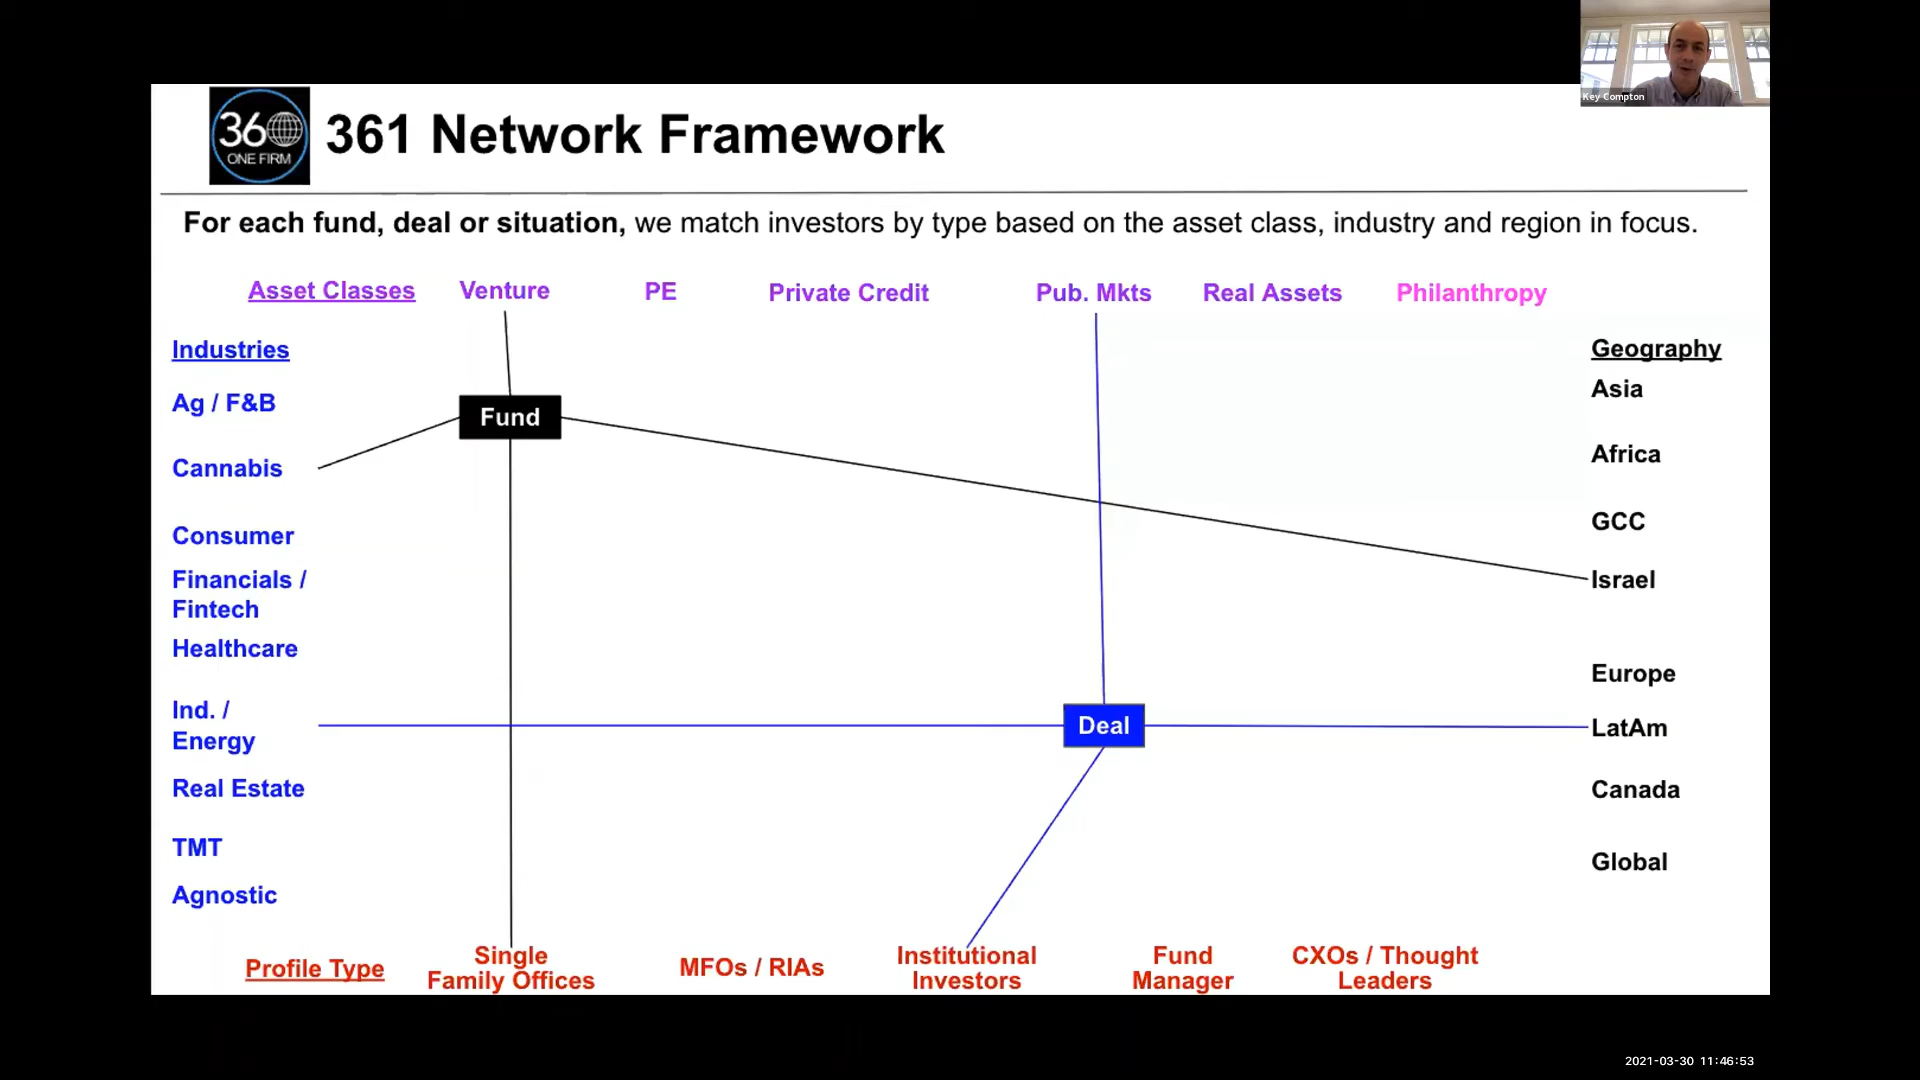 Key Compton
36
ONE FIRM
361 Network Framework
For each fund, deal or situation, we match investors by type based on the asset class, industry and region in focus.
Asset Classes Venture PE Private Credit Pub. Mkts Real Assets Philanthropy
Industries
Ag / F&B
Cannabis
Consumer
Financials /
Fintech
Healthcare
Ind. /
Energy
Real Estate
TMT
Agnostic
Fund
Deal
Geography
Asia
Africa
GCC
Israel
Europe
LatAm
Canada
Global
Profile Type
Single
Family Offices
MFOs / RIAs
Institutional
Investors
Fund
Manager
CXOs / Thought
Leaders
2021-03-30 11:46:53